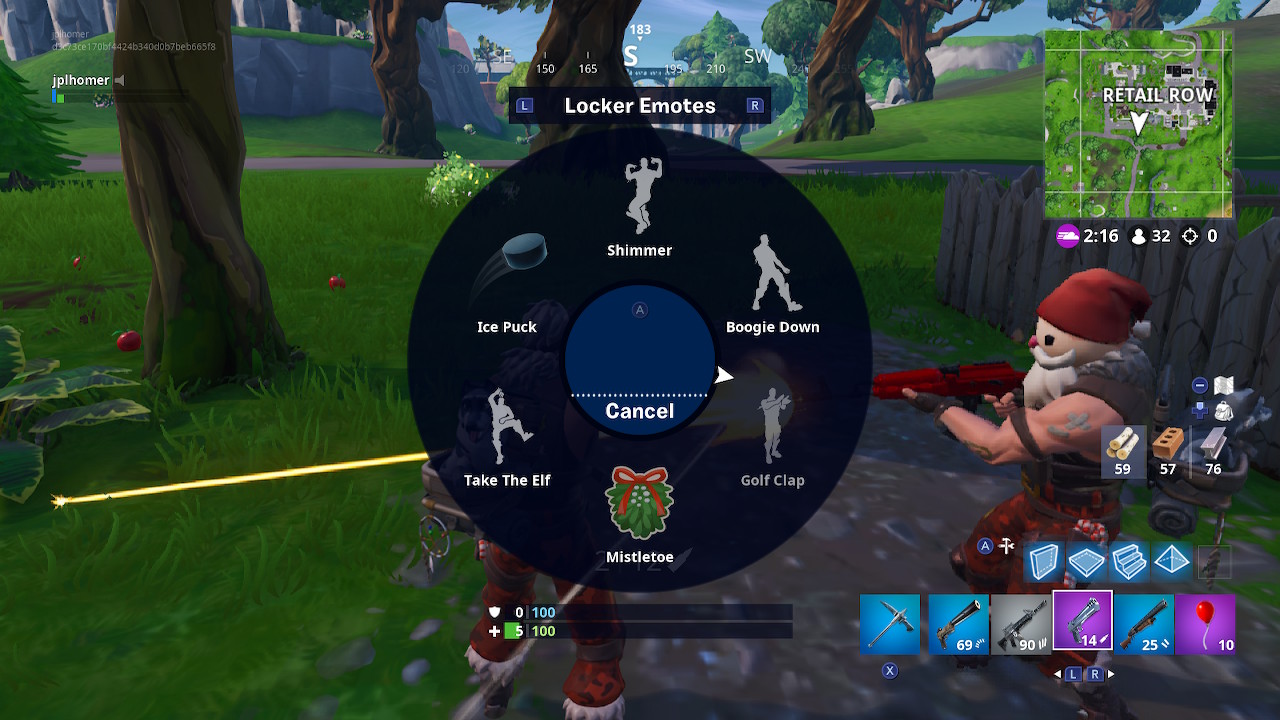 jplhomer
jplhomer
183
SE
S
SW
120
150
165
195
210
L
Locker Emotes
R
RETAIL ROW
2:16
32
0
Shimmer
Ice Puck
A
Boogie Down
Cancel
Take The Elf
Golf Clap
Mistletoe
59
57
76
A
0 100
5 100
69
90
14
25
10
X
L R